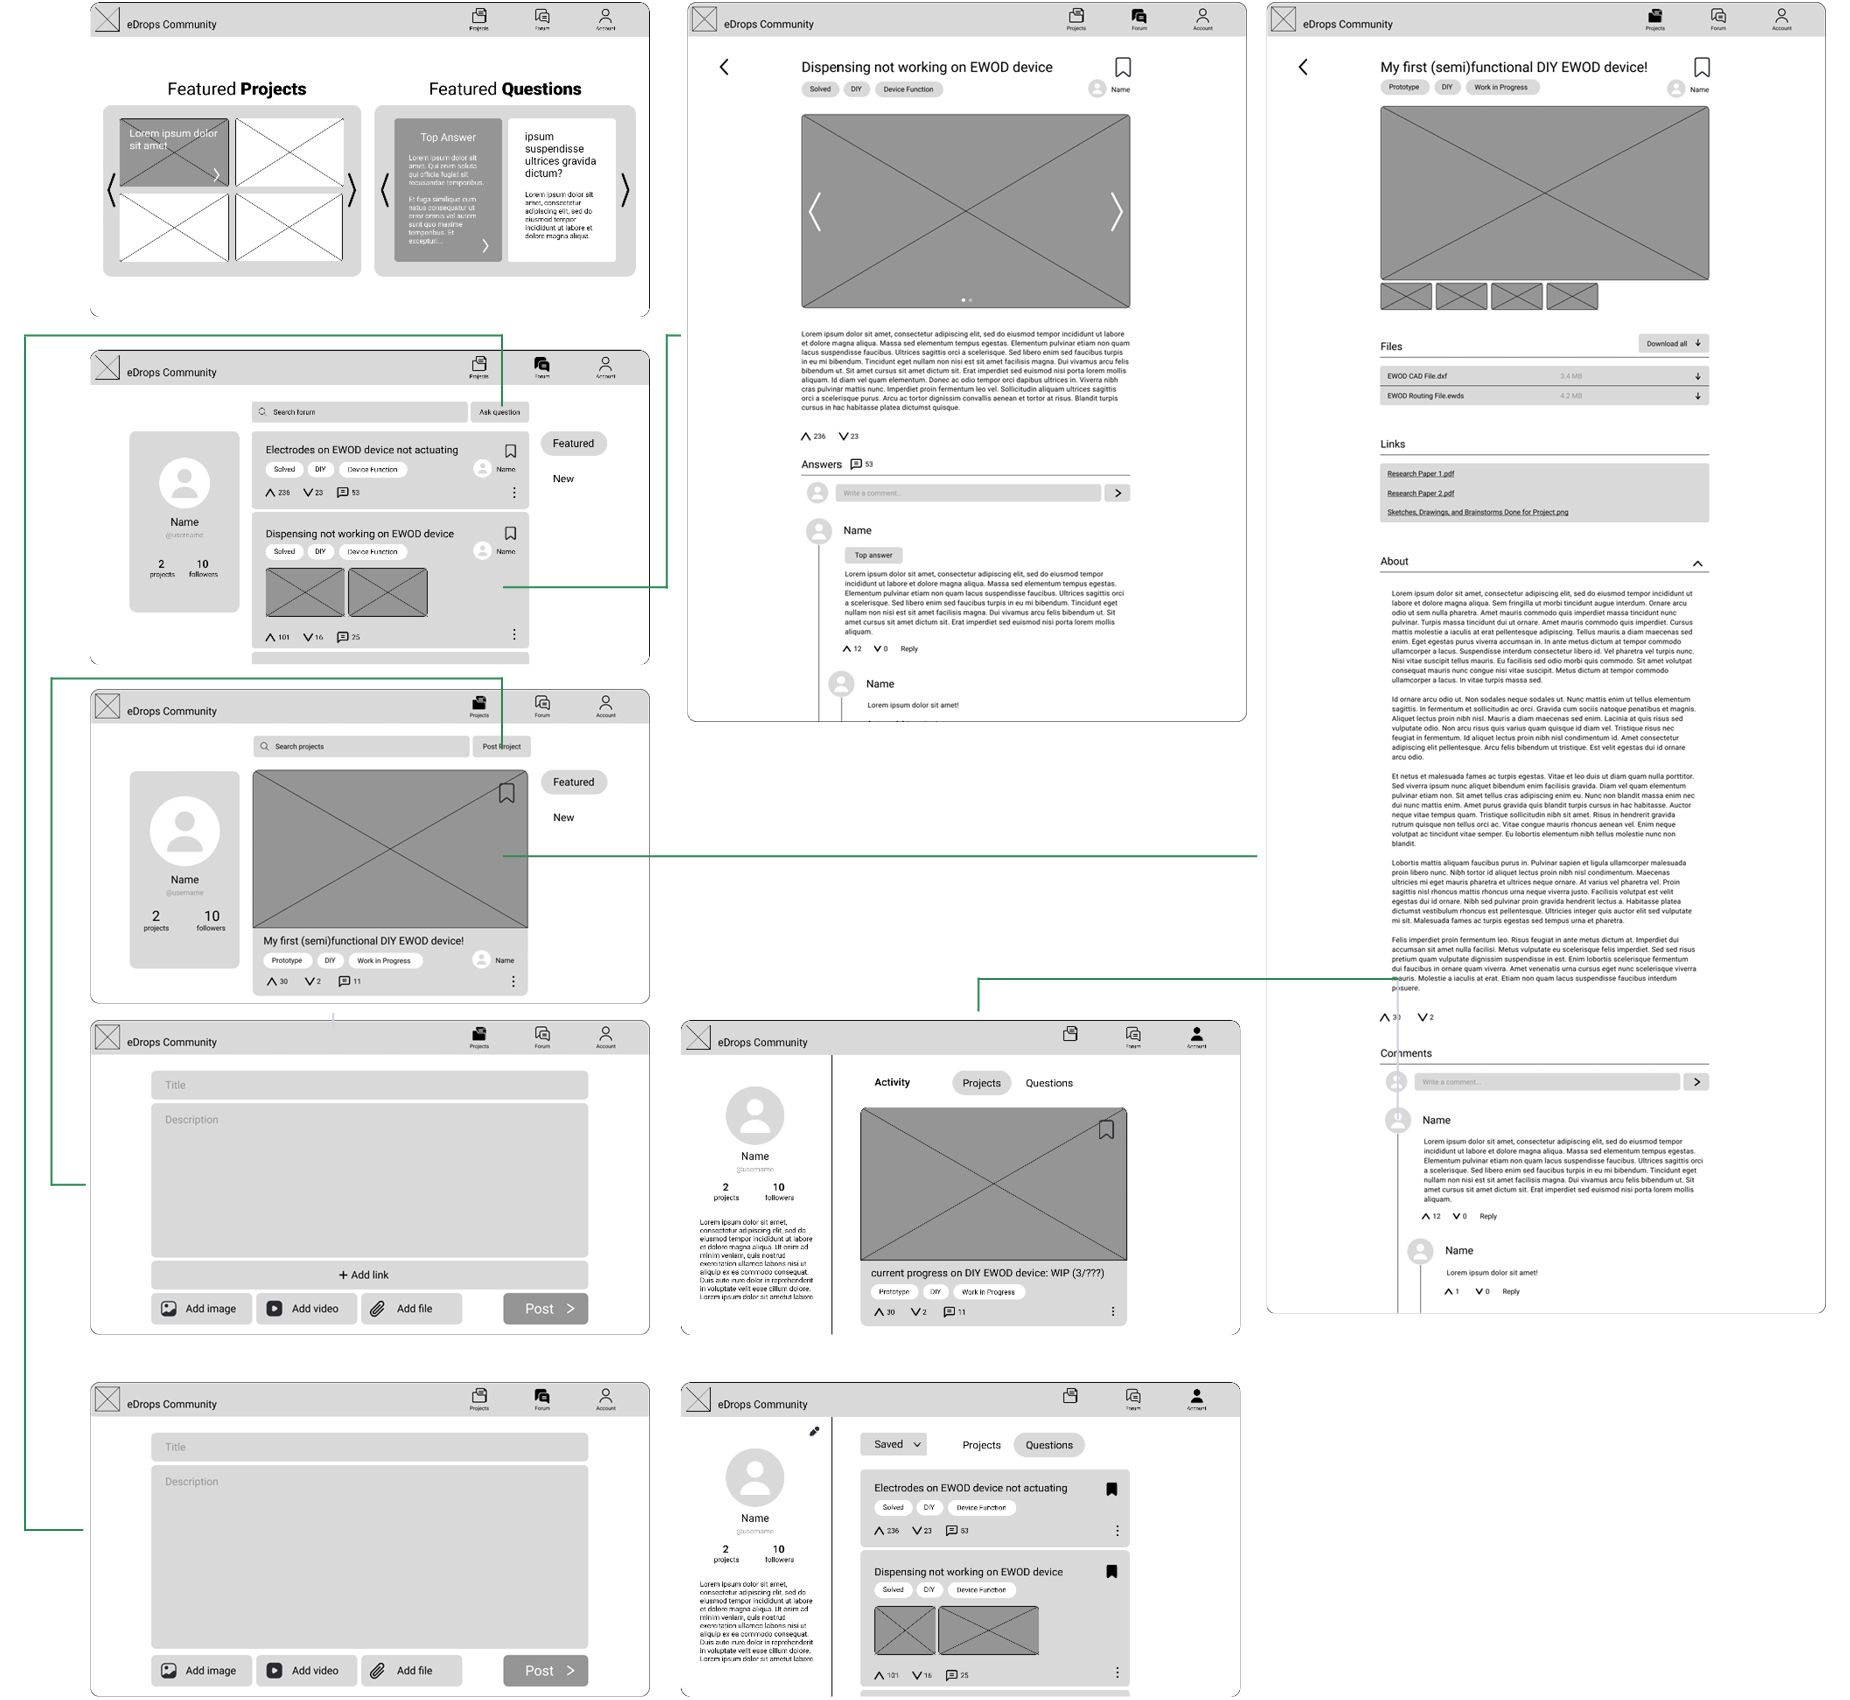 eDrops Community
Projects
Forum
Account
Featured Projects
Featured Questions
Lorem ipsum dolor
sit amet
Top Answer
Lorem ipsum dolor sit
amet. Qui enim soluta
qui officia fugiat sit
recusandae temporibus.
Et fuga similique cum
natus consequatur ut
error omnis vel autem
sunt quo maxime
temporibus. Et
excepturi...
ipsum
suspendisse
ultrices gravida
dictum?
Lorem ipsum dolor sit
amet, consectetur
adipiscing elit, sed do
eiusmod tempor
incididunt ut labore et
dolore magna aliqua.
eDrops Community
Projects
Forum
Account
Search forum
Ask question
Name
@username
2
projects
10
followers
Electrodes on EWOD device not actuating
Solved
DIY
Device Function
Name
236
23
53
Dispensing not working on EWOD device
Solved
DIY
Device Function
Name
101
16
25
Featured
New
eDrops Community
Projects
Forum
Account
Search projects
Post Project
Name
@username
2
projects
10
followers
My first (semi)functional DIY EWOD device!
Prototype
DIY
Work in Progress
Name
30
2
11
Featured
New
eDrops Community
Projects
Forum
Account
Title
Description
+ Add link
Add image
Add video
Add file
Post
eDrops Community
Projects
Forum
Account
Title
Description
Add image
Add video
Add file
Post
eDrops Community
Projects
Forum
Account
Dispensing not working on EWOD device
Solved
DIY
Device Function
Name
Lorem ipsum dolor sit amet, consectetur adipiscing elit, sed do eiusmod tempor incididunt ut labore
et dolore magna aliqua. Massa sed elementum tempus egestas. Elementum pulvinar etiam non quam
lacus suspendisse faucibus. Ultrices sagittis orci a scelerisque. Sed libero enim sed faucibus turpis
in eu mi bibendum. Tincidunt eget nullam non nisi est sit amet facilisis magna. Dui vivamus arcu felis
bibendum ut. Sit amet cursus sit amet dictum sit. Erat imperdiet sed euismod nisi porta lorem mollis
aliquam. Id diam vel quam elementum. Donec ac odio tempor orci dapibus ultrices in. Viverra nibh
cras pulvinar mattis nunc. Imperdiet proin fermentum leo vel. Sollicitudin aliquam ultrices sagittis
orci a scelerisque purus. Arcu ac tortor dignissim convallis aenean et tortor at risus. Blandit turpis
cursus in hac habitasse platea dictumst quisque.
236
23
Answers
53
Write a comment...
Name
Top answer
Lorem ipsum dolor sit amet, consectetur adipiscing elit, sed do eiusmod tempor
incididunt ut labore et dolore magna aliqua. Massa sed elementum tempus egestas.
Elementum pulvinar etiam non quam lacus suspendisse faucibus. Ultrices sagittis orci
a scelerisque. Sed libero enim sed faucibus turpis in eu mi bibendum. Tincidunt eget
nullam non nisi est sit amet facilisis magna. Dui vivamus arcu felis bibendum ut. Sit
amet cursus sit amet dictum sit. Erat imperdiet sed euismod nisi porta lorem mollis
aliquam.
12
0
Reply
Name
Lorem ipsum dolor sit amet!
eDrops Community
Forum
Account
Name
@username
2
projects
10
followers
Lorem ipsum dolor sit amet,
consectetur adipiscing elit, sed do
eiusmod tempor incididunt ut labore
et dolore magna aliqua. Ut enim ad
minim veniam, quis nostrud
exercitation ullamco laboris nisi ut
aliquip ex ea commodo consequat.
Duis aute irure dolor in reprehenderit
in voluptate velit esse cillum dolore.
Lorem ipsum dolor sit ametut labore.
Activity
Projects
Questions
current progress on DIY EWOD device: WIP (3/???)
Prototype
DIY
Work in Progress
30
2
11
eDrops Community
Forum
Account
Name
@username
2
projects
10
followers
Lorem ipsum dolor sit amet,
consectetur adipiscing elit, sed do
eiusmod tempor incididunt ut labore
et dolore magna aliqua. Ut enim ad
minim veniam, quis nostrud
exercitation ullamco laboris nisi ut
aliquip ex ea commodo consequat.
Duis aute irure dolor in reprehenderit
in voluptate velit esse cillum dolore.
Lorem ipsum dolor sit ametut labore.
Saved
Projects
Questions
Electrodes on EWOD device not actuating
Solved
DIY
Device Function
236
23
53
Dispensing not working on EWOD device
Solved
DIY
Device Function
101
16
25
eDrops Community
Projects
Forum
Account
My first (semi)functional DIY EWOD device!
Prototype
DIY
Work in Progress
Name
Files
Download all
EWOD CAD File.dxf
3.4 MB
EWOD Routing File.ewds
4.2 MB
Links
Research Paper 1.pdf
Research Paper 2.pdf
Sketches, Drawings, and Brainstorms Done for Project.png
About
Lorem ipsum dolor sit amet, consectetur adipiscing elit, sed do eiusmod tempor incididunt ut
labore et dolore magna aliqua. Sem fringilla ut morbi tincidunt augue interdum. Ornare arcu
odio ut sem nulla pharetra. Amet mauris commodo quis imperdiet massa tincidunt nunc
pulvinar. Turpis massa tincidunt dui ut ornare. Amet mauris commodo quis imperdiet. Cursus
mattis molestie a iaculis at erat pellentesque adipiscing. Tellus mauris a diam maecenas sed
enim. Eget egestas purus viverra accumsan in. In ante metus dictum at tempor commodo
ullamcorper a lacus. Suspendisse interdum consectetur libero id. Vel pharetra vel turpis nunc.
Nisi vitae suscipit tellus mauris. Eu facilisis sed odio morbi quis commodo. Sit amet volutpat
consequat mauris nunc congue nisi vitae suscipit. Metus dictum at tempor commodo
ullamcorper a lacus. In vitae turpis massa sed.
Id ornare arcu odio ut. Non sodales neque sodales ut. Nunc mattis enim ut tellus elementum
sagittis. In fermentum et sollicitudin ac orci. Gravida cum sociis natoque penatibus et magnis.
Aliquet lectus proin nibh nisl. Mauris a diam maecenas sed enim. Lacinia at quis risus sed
vulputate odio. Non arcu risus quis varius quam quisque id diam vel. Tristique risus nec
feugiat in fermentum. Id aliquet lectus proin nibh nisl condimentum id. Amet consectetur
adipiscing elit pellentesque. Arcu felis bibendum ut tristique. Est velit egestas dui id ornare
arcu odio.
Et netus et malesuada fames ac turpis egestas. Vitae et leo duis ut diam quam nulla porttitor.
Sed viverra ipsum nunc aliquet bibendum enim facilisis gravida. Diam vel quam elementum
pulvinar etiam non. Sit amet tellus cras adipiscing enim eu. Nunc non blandit massa enim nec
dui nunc mattis enim. Amet purus gravida quis blandit turpis cursus in hac habitasse. Auctor
neque vitae tempus quam. Tristique sollicitudin nibh sit amet. Risus in hendrerit gravida
rutrum quisque non tellus orci ac. Vitae congue mauris rhoncus aenean vel. Enim neque
volutpat ac tincidunt vitae semper. Eu lobortis elementum nibh tellus molestie nunc non
blandit.
Lobortis mattis aliquam faucibus purus in. Pulvinar sapien et ligula ullamcorper malesuada
proin libero nunc. Nibh tortor id aliquet lectus proin nibh nisl condimentum. Maecenas
ultricies mi eget mauris pharetra et ultrices neque ornare. At varius vel pharetra vel. Proin
sagittis nisl rhoncus mattis rhoncus urna neque viverra justo. Facilisis volutpat est velit
egestas dui id ornare. Nibh sed pulvinar proin gravida hendrerit lectus a. Habitasse platea
dictumst vestibulum rhoncus est pellentesque. Ultricies integer quis auctor elit sed vulputate
mi sit. Malesuada fames ac turpis egestas sed tempus urna et pharetra.
Felis imperdiet proin fermentum leo. Risus feugiat in ante metus dictum at. Imperdiet dui
accumsan sit amet nulla facilisi. Metus vulputate eu scelerisque felis imperdiet. Sed sed risus
pretium quam vulputate dignissim suspendisse in est. Enim lobortis scelerisque fermentum
dui faucibus in ornare quam viverra. Amet venenatis urna cursus eget nunc scelerisque viverra
mauris. Molestie a iaculis at erat. Etiam non quam lacus suspendisse faucibus interdum
posuere.
30
2
Comments
Write a comment...
Name
Lorem ipsum dolor sit amet, consectetur adipiscing elit, sed do eiusmod tempor
incididunt ut labore et dolore magna aliqua. Massa sed elementum tempus egestas.
Elementum pulvinar etiam non quam lacus suspendisse faucibus. Ultrices sagittis orci
a scelerisque. Sed libero enim sed faucibus turpis in eu mi bibendum. Tincidunt eget
nullam non nisi est sit amet facilisis magna. Dui vivamus arcu felis bibendum ut. Sit
amet cursus sit amet dictum sit. Erat imperdiet sed euismod nisi porta lorem mollis
aliquam.
12
0
Reply
Name
Lorem ipsum dolor sit amet!
1
0
Reply